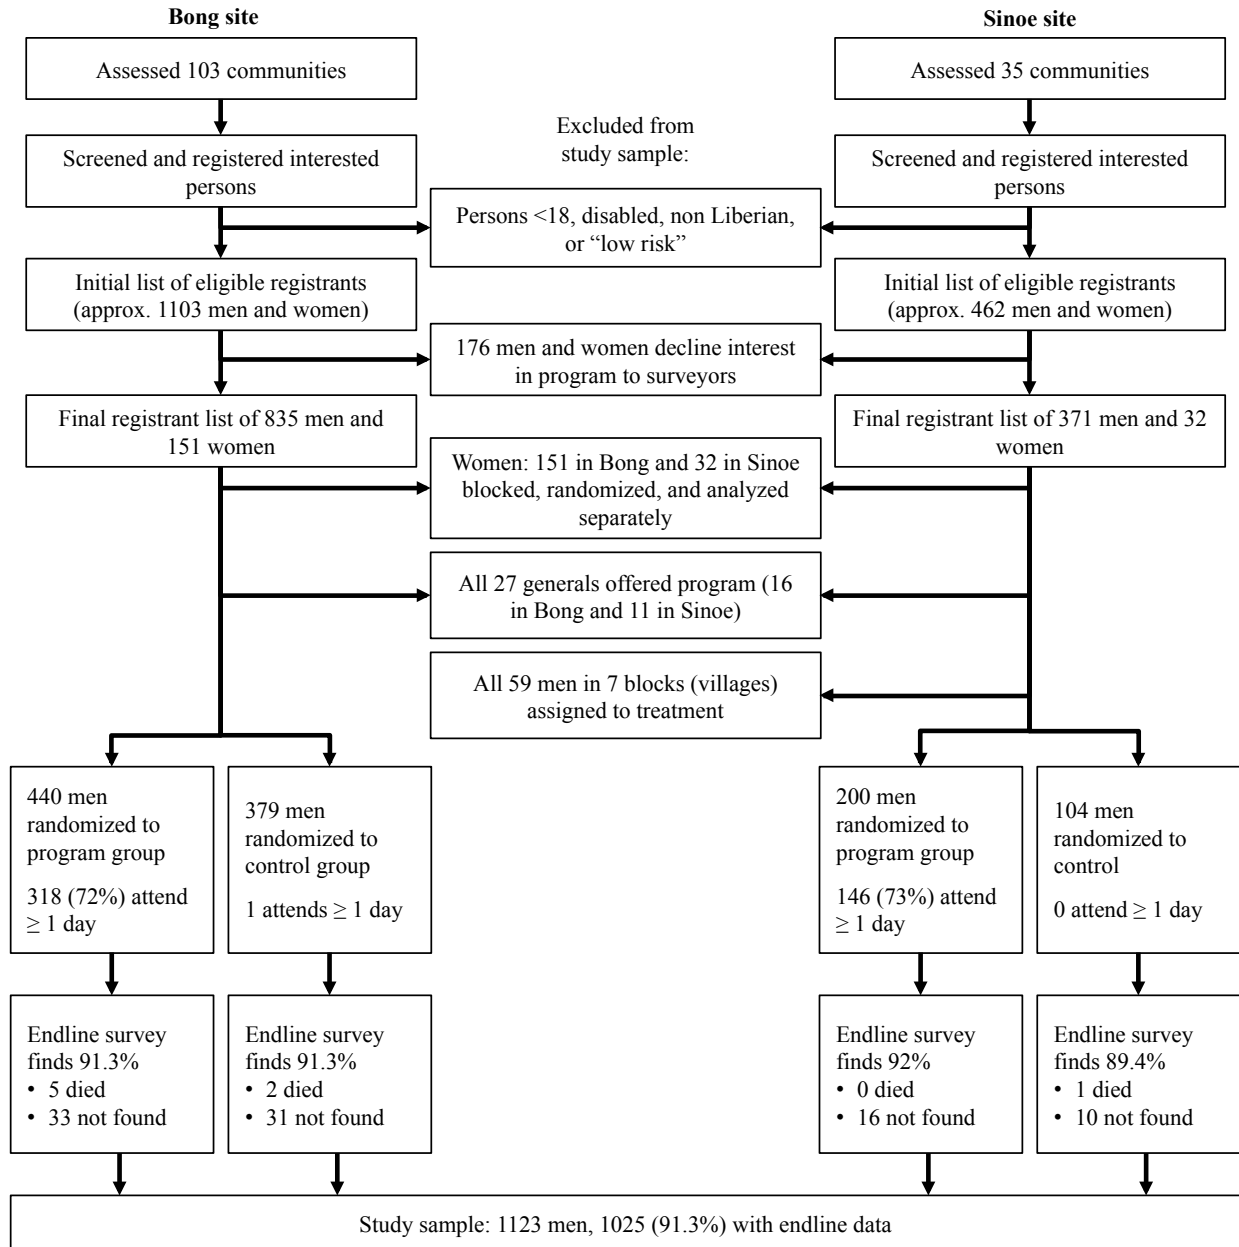 Bong site
Sinoe site
Assessed 103 communities
Assessed 35 communities
Excluded from
study sample:
Screened and registered interested
persons
Screened and registered interested
persons
Persons <18, disabled, non Liberian,
or “low risk”
Initial list of eligible registrants
(approx. 1103 men and women)
Initial list of eligible registrants
(approx. 462 men and women)
176 men and women decline interest
in program to surveyors
Final registrant list of 835 men and
151 women
Final registrant list of 371 men and 32
women
Women: 151 in Bong and 32 in Sinoe
blocked, randomized, and analyzed
separately
All 27 generals offered program (16
in Bong and 11 in Sinoe)
All 59 men in 7 blocks (villages)
assigned to treatment
440 men
randomized to
program group
318 (72%) attend
≥ 1 day
379 men
randomized to
control group
1 attends ≥ 1 day
200 men
randomized to
program group
146 (73%) attend
≥ 1 day
104 men
randomized to
control
0 attend ≥ 1 day
Endline survey
finds 91.3%
• 5 died
• 33 not found
Endline survey
finds 91.3%
• 2 died
• 31 not found
Endline survey
finds 92%
• 0 died
• 16 not found
Endline survey
finds 89.4%
• 1 died
• 10 not found
Study sample: 1123 men, 1025 (91.3%) with endline data